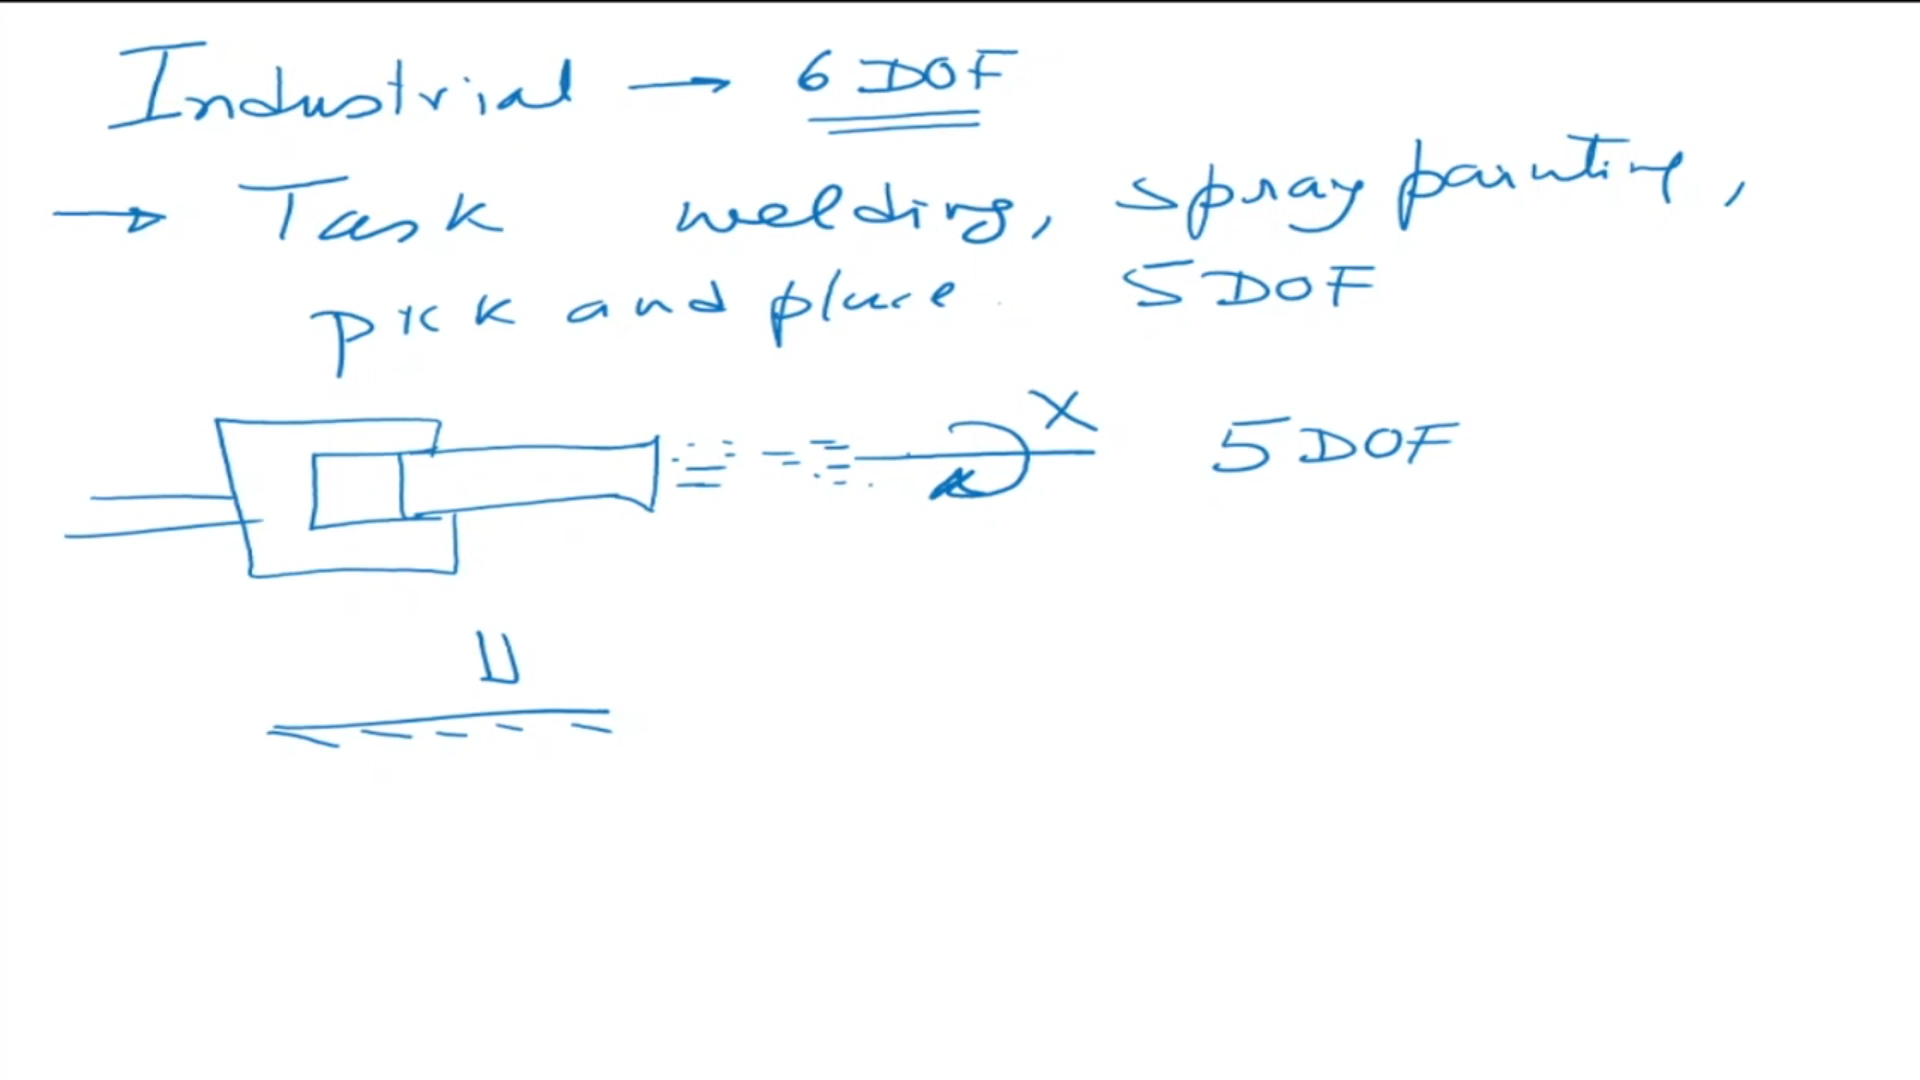 Industrial → 6 DOF
→ Task welding, spray painting,
pick and place. 5 DOF
X 5 DOF